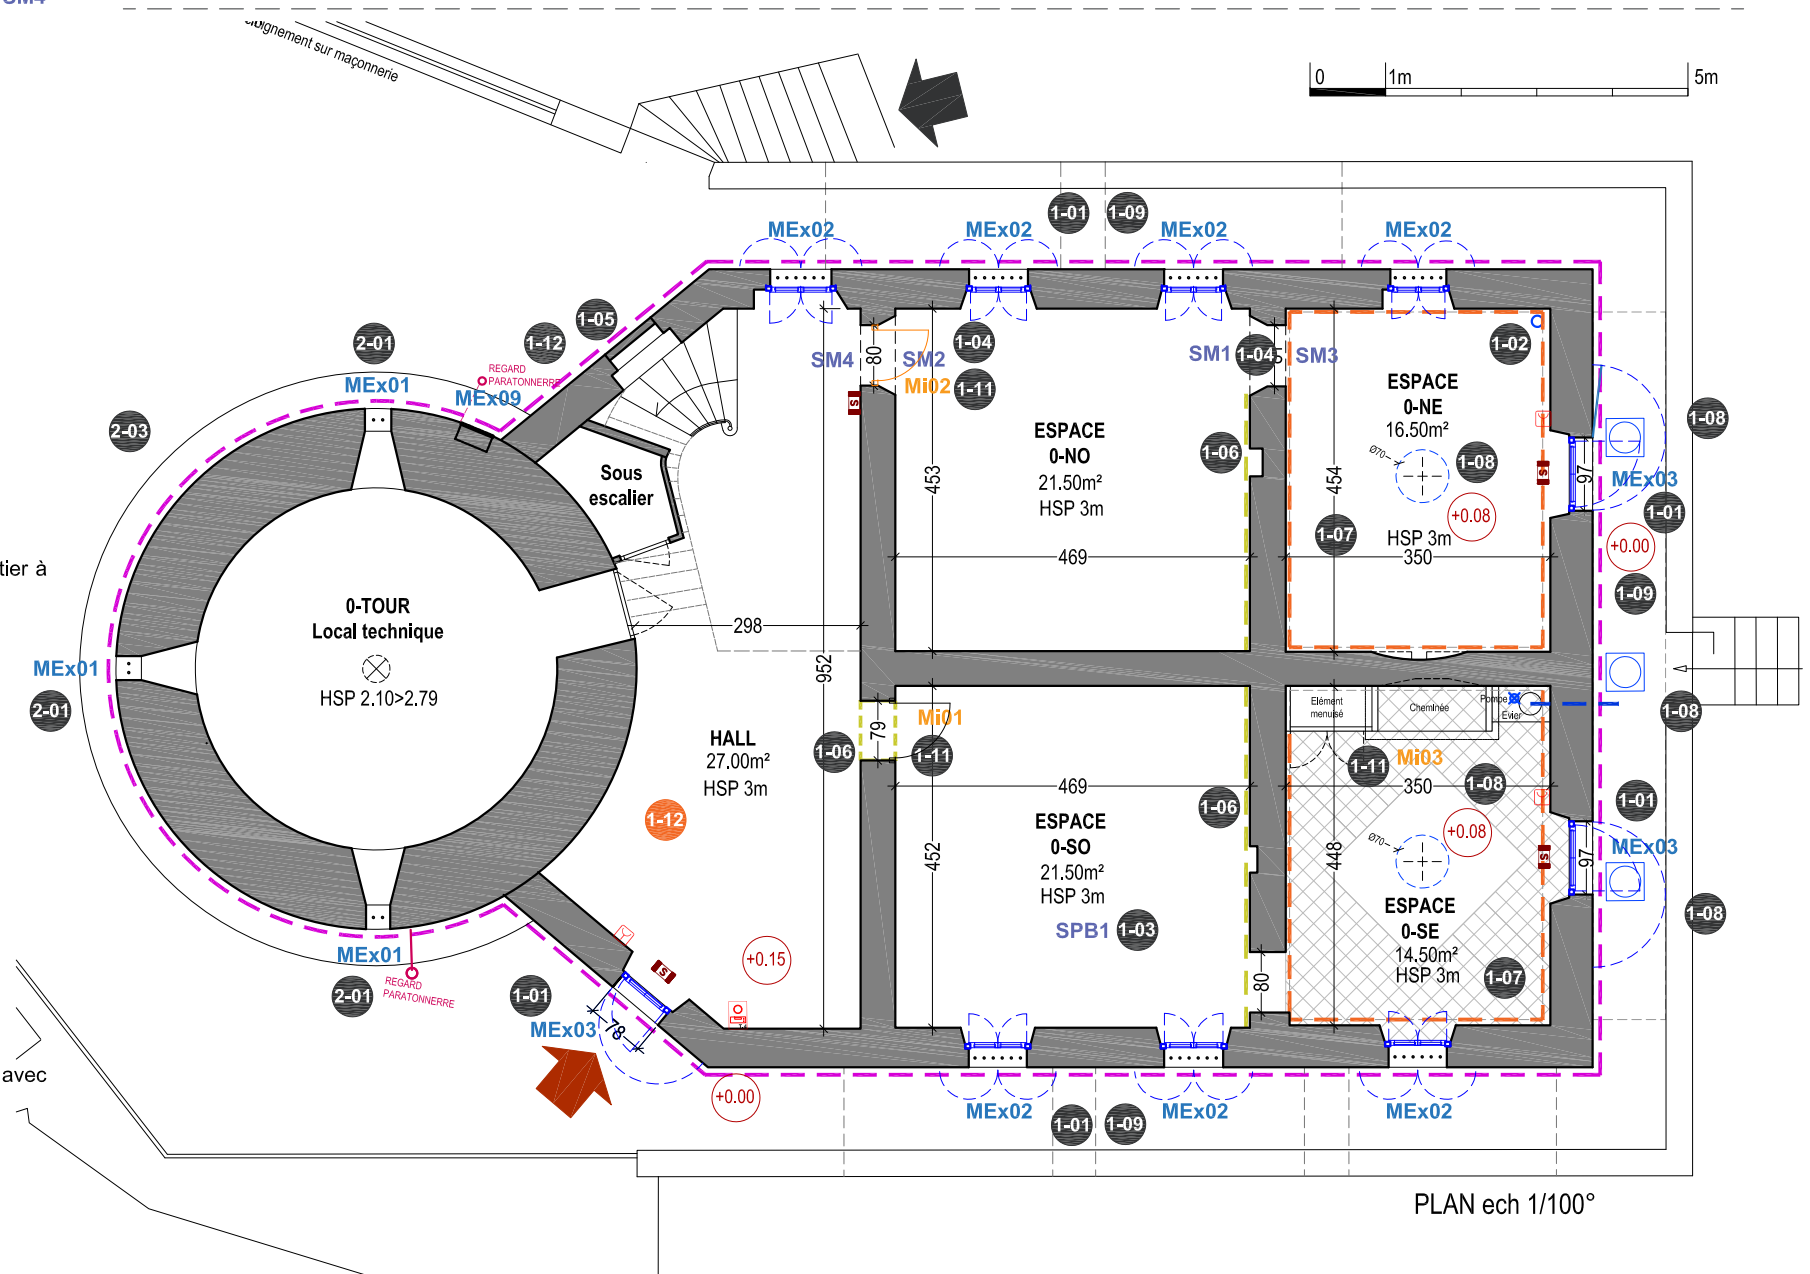 SM4
éloignement sur maçonnerie
0
1m
5m
1-01
1-09
MEx02
MEx02
MEx02
MEx02
1-05
1-12
2-01
REGARD
PARATONNERRE
MEx01
MEx09
2-03
SM4
80
SM2
1-04
Mi02
1-11
SM1
1-04
SM3
1-02
ESPACE
0-NE
16.50m²
Ø70
1-08
+0.08
HSP 3m
1-07
454
350
97
1-08
MEx03
1-01
+0.00
1-09
ESPACE
0-NO
21.50m²
HSP 3m
453
469
1-06
Sous
escalier
tier à
0-TOUR
Local technique
HSP 2.10>2.79
MEx01
2-01
298
952
HALL
27.00m²
HSP 3m
1-12
1-06
79
Mi01
1-11
Elément
menuisé
Cheminée
Pompe
Evier
1-08
1-11
Mi03
1-08
350
469
1-06
ESPACE
0-SO
21.50m²
HSP 3m
452
SPB1
1-03
448
Ø70
+0.08
97
1-01
MEx03
1-08
ESPACE
0-SE
14.50m²
HSP 3m
1-07
80
MEx01
2-01
REGARD
PARATONNERRE
1-01
MEx03
78
+0.15
+0.00
avec
MEx02
MEx02
MEx02
1-01
1-09
PLAN ech 1/100°